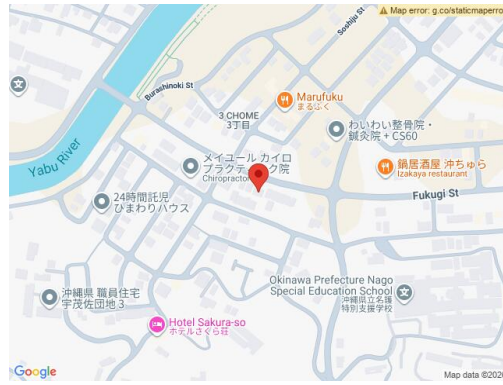 Map error: g.co/staticmaperro
Soshiju St
Burashinoki St
Marufuku
まるふく
3 CHOME
3丁目
わいわい整骨院・
鍼灸院 + CS60
Yabu River
メイユール カイロ
プラクティック院
Chiropractor
鍋居酒屋 沖ちゅら
Izakaya restaurant
Fukugi St
24時間託児
ひまわりハウス
Okinawa Prefecture Nago
Special Education School
沖縄県立名護
特別支援学校
沖縄県 職員住宅
宇茂佐団地 3
Hotel Sakura-so
ホテルさくら荘
Google
Map data ©202